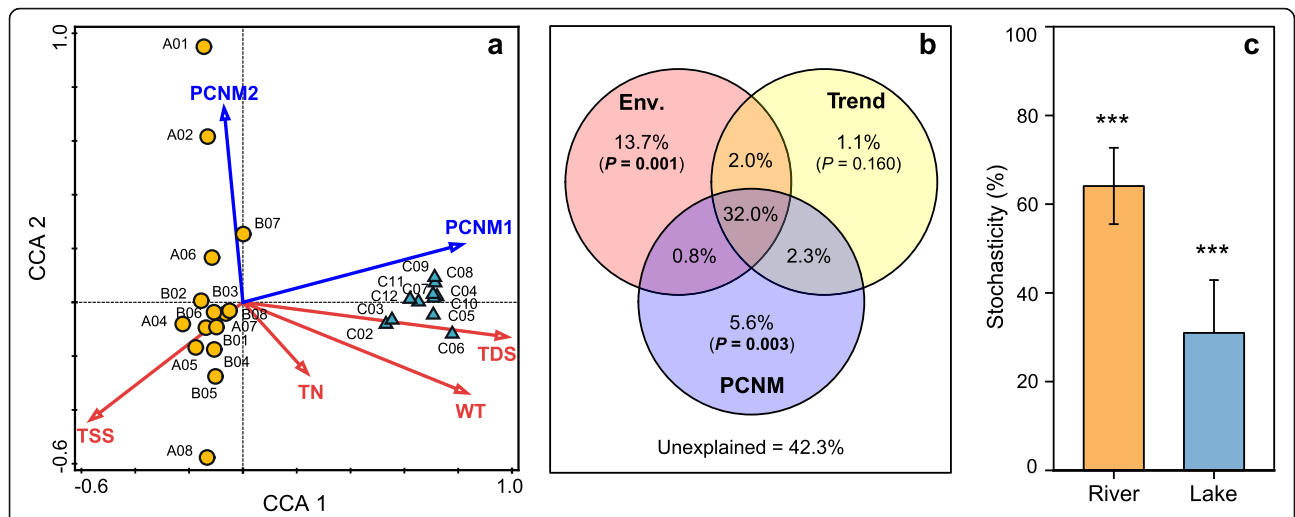 a
1.0
-0.6
CCA 2
-0.6
1.0
CCA 1
A01
PCNM2
A02
B07
PCNM1
A06
C09
C08
C11
C07
C04
C12
C10
B02
B03
C03
C05
B06
B08
A04
A07
C02
C06
TDS
B01
A05
B04
TN
B05
WT
TSS
A08
b
Env.
Trend
13.7%
(P = 0.001)
2.0%
1.1%
(P = 0.160)
32.0%
0.8%
2.3%
5.6%
(P = 0.003)
PCNM
Unexplained = 42.3%
c
Stochasticity (%)
100
80
60
40
20
0
***
***
River
Lake